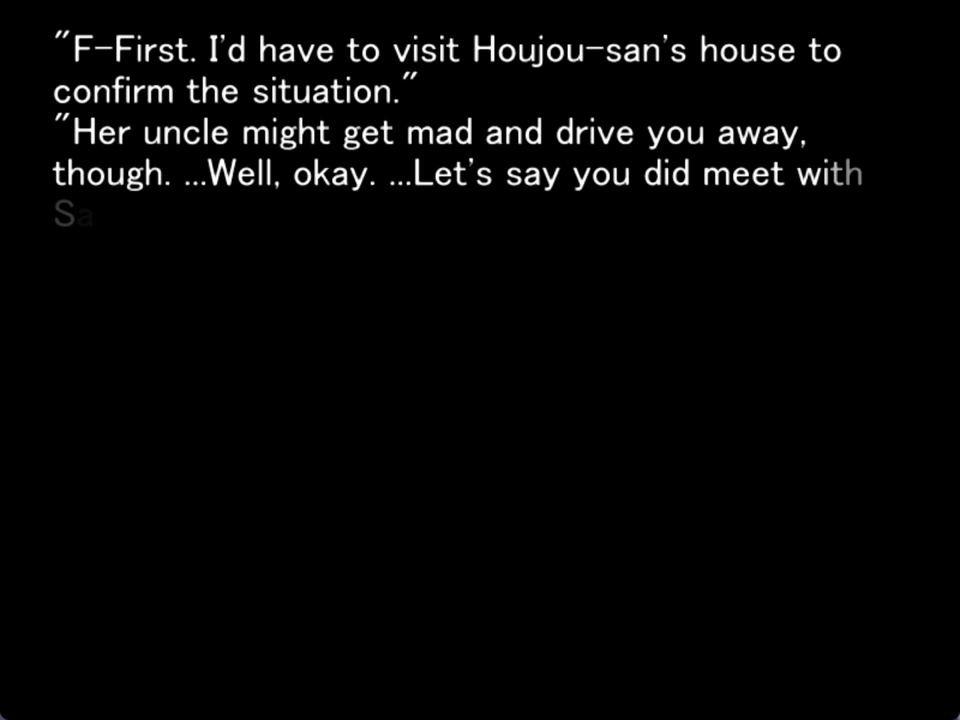 "F-First. I'd have to visit Houjou-san's house to
confirm the situation."
"Her uncle might get mad and drive you away,
though. ...Well, okay. ...Let's say you did meet with
Sa